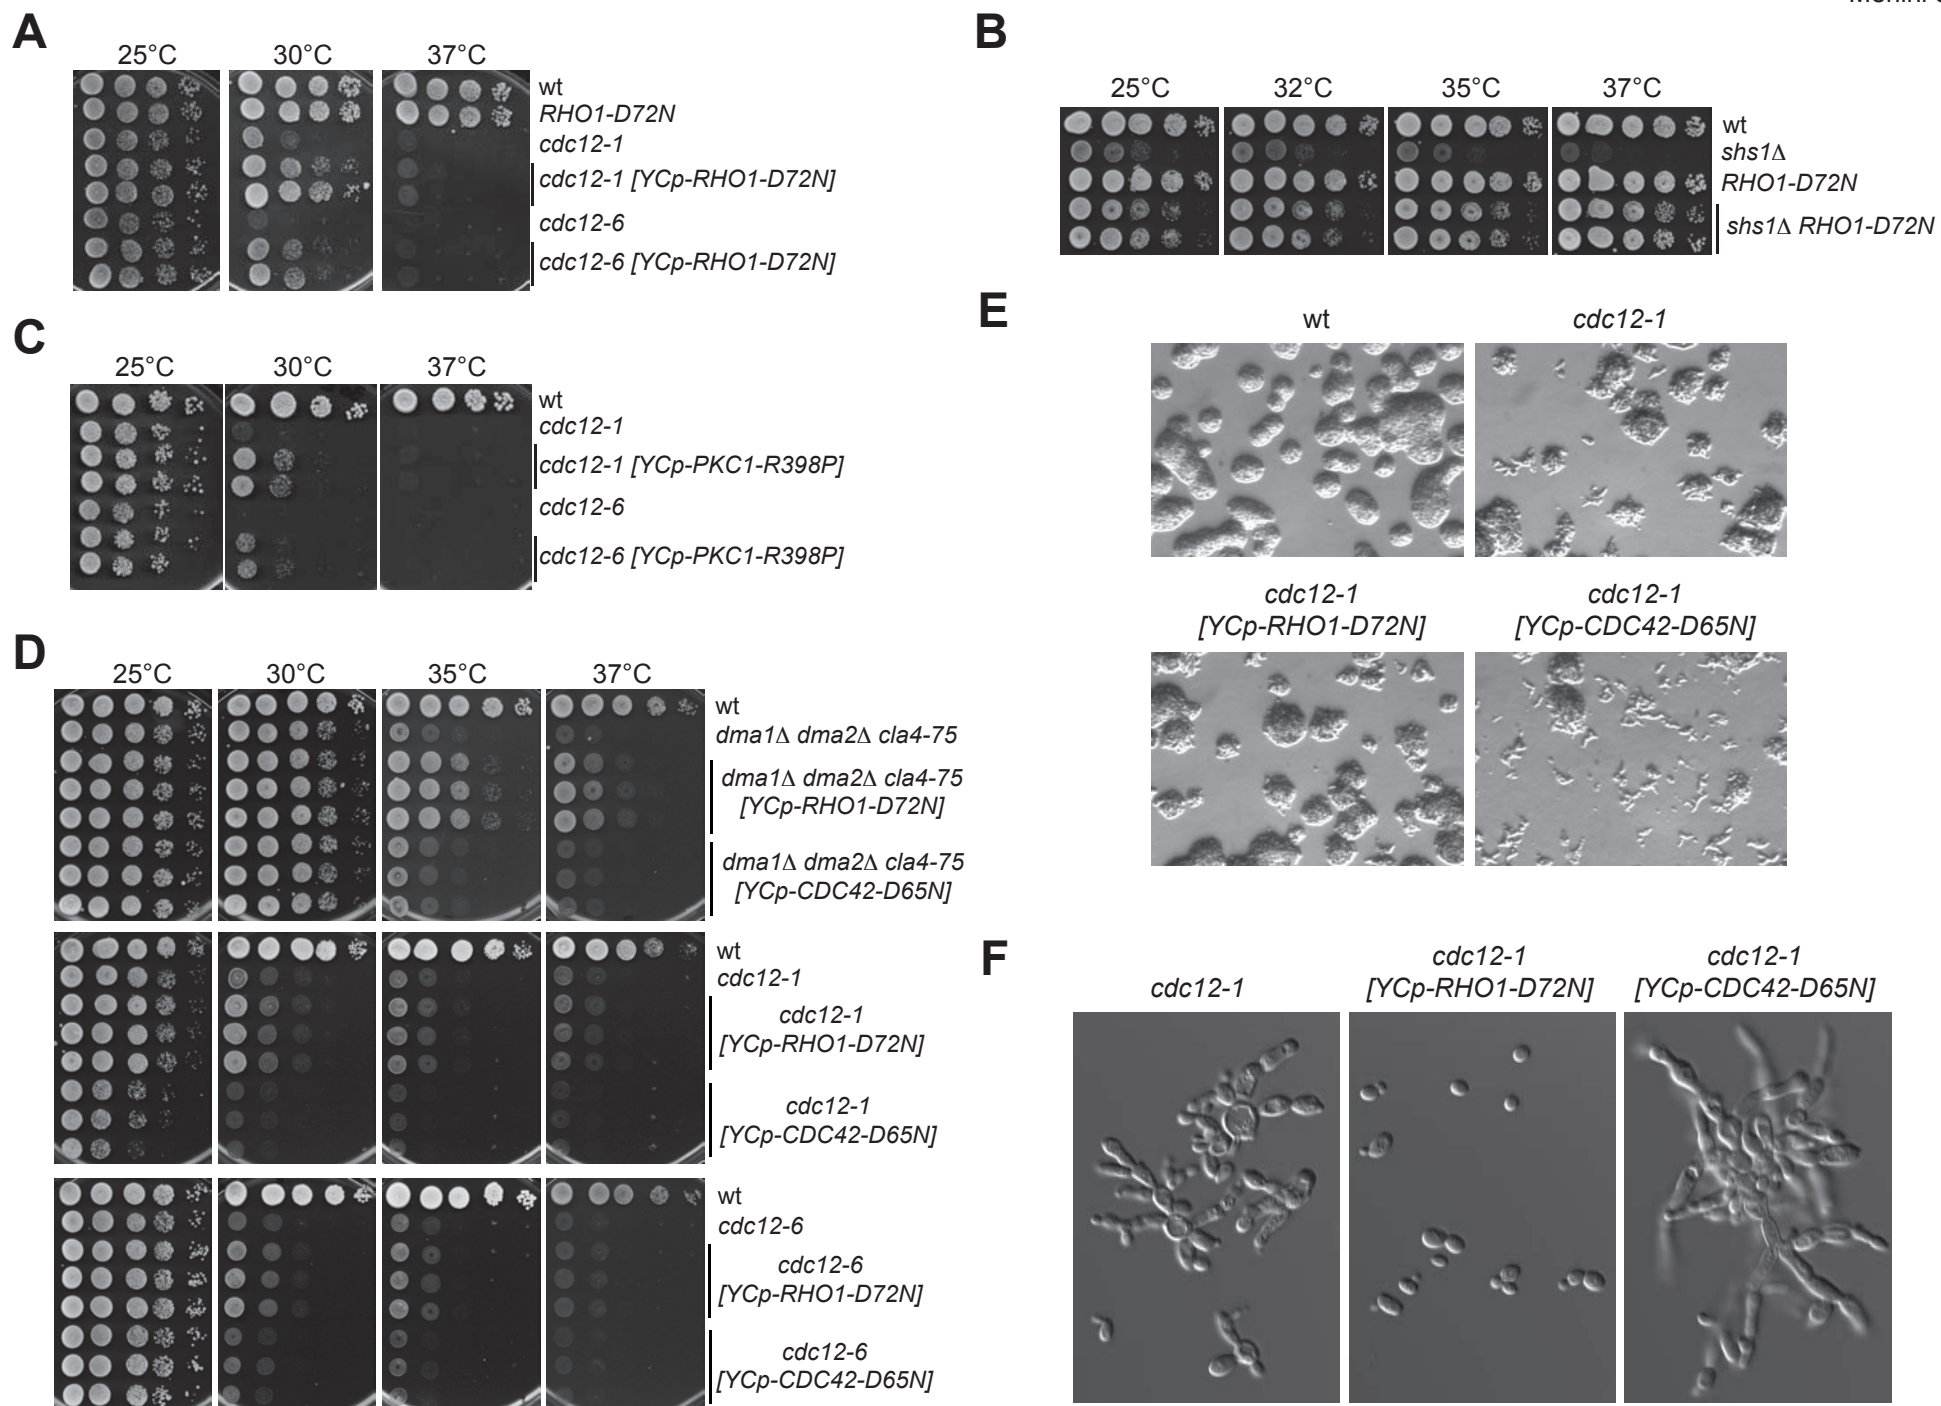 A
25°C 30°C 37°C
wt
RHO1-D72N
cdc12-1
cdc12-1 [YCp-RHO1-D72N]
cdc12-6
cdc12-6 [YCp-RHO1-D72N]
B
25°C 32°C 35°C 37°C
wt
shs1Δ
RHO1-D72N
shs1Δ RHO1-D72N
C
25°C 30°C 37°C
wt
cdc12-1
cdc12-1 [YCp-PKC1-R398P]
cdc12-6
cdc12-6 [YCp-PKC1-R398P]
D
25°C 30°C 35°C 37°C
wt
dma1Δ dma2Δ cla4-75
dma1Δ dma2Δ cla4-75
[YCp-RHO1-D72N]
dma1Δ dma2Δ cla4-75
[YCp-CDC42-D65N]
wt
cdc12-1
cdc12-1
[YCp-RHO1-D72N]
cdc12-1
[YCp-CDC42-D65N]
wt
cdc12-6
cdc12-6
[YCp-RHO1-D72N]
cdc12-6
[YCp-CDC42-D65N]
E
wt cdc12-1
cdc12-1 cdc12-1
[YCp-RHO1-D72N] [YCp-CDC42-D65N]
F
cdc12-1 cdc12-1
cdc12-1 [YCp-RHO1-D72N] [YCp-CDC42-D65N]